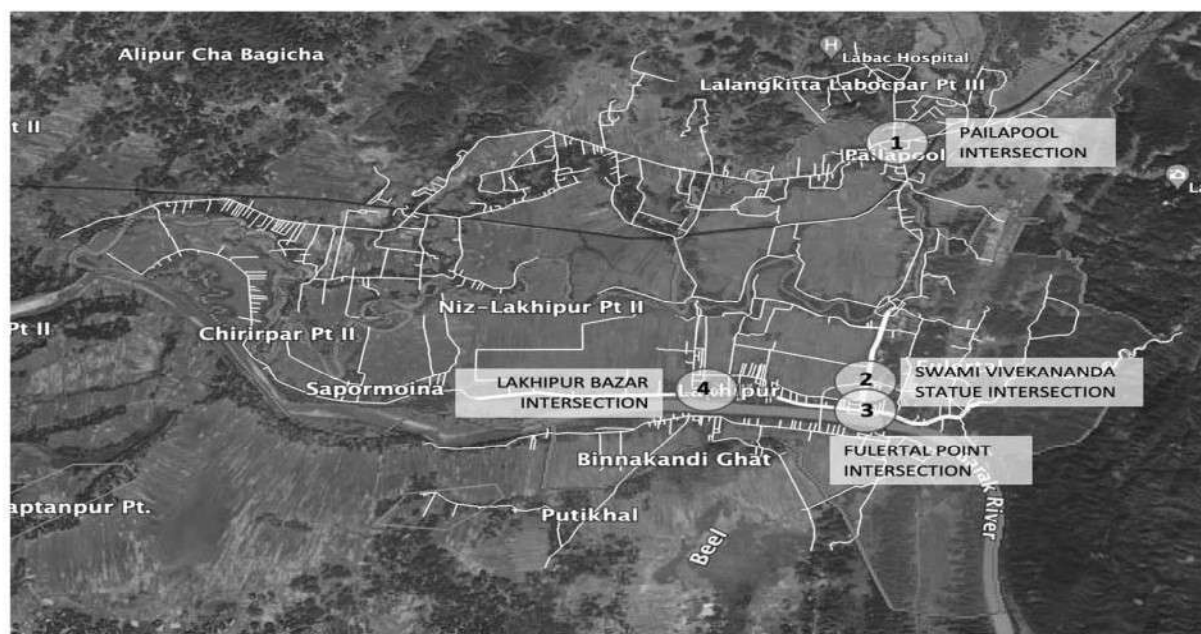 Alipur Cha Bagicha
H
Labac Hospital
Lalangkitta Labocpar Pt III
t II
1
PAILAPOOL
INTERSECTION
Pailapool
L
Niz-Lakhipur Pt II
Pt II
Chirirpar Pt II
2
SWAMI VIVEKANANDA
STATUE INTERSECTION
Sapormoina
LAKHIPUR BAZAR
INTERSECTION
4
Lakhipur
3
FULERTAL POINT
INTERSECTION
Binnakandi Ghat
arak River
aptanpur Pt.
Putikhal
Beel